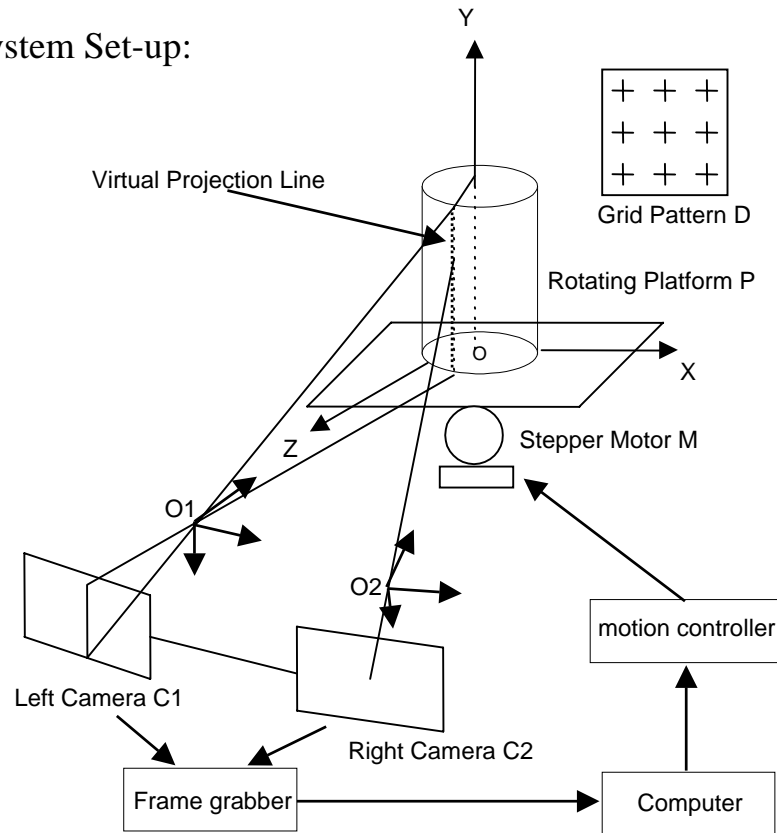 ystem Set-up:
Y
Virtual Projection Line
Grid Pattern D
Rotating Platform P
O
X
Z
Stepper Motor M
O1
O2
motion controller
Left Camera C1
Right Camera C2
Frame grabber
Computer